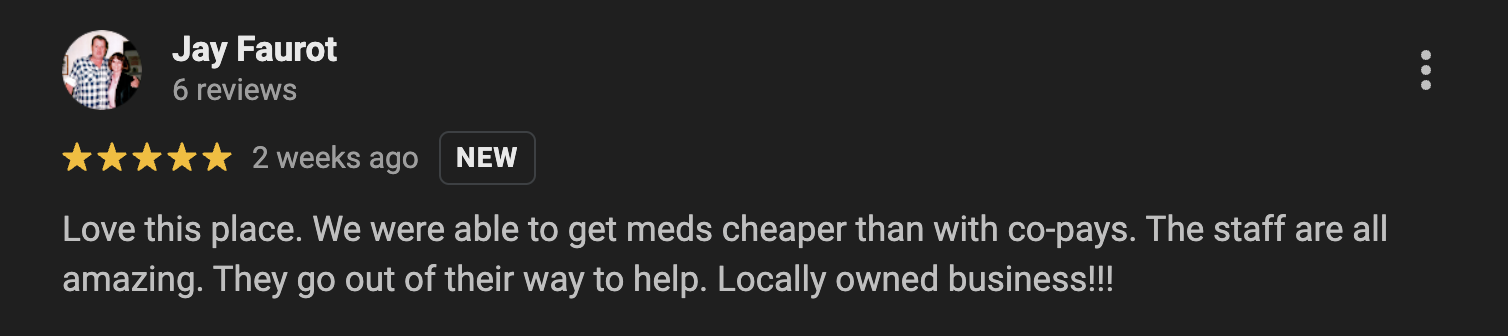 Jay Faurot
6 reviews
2 weeks ago NEW
Love this place. We were able to get meds cheaper than with co-pays. The staff are all
amazing. They go out of their way to help. Locally owned business!!!